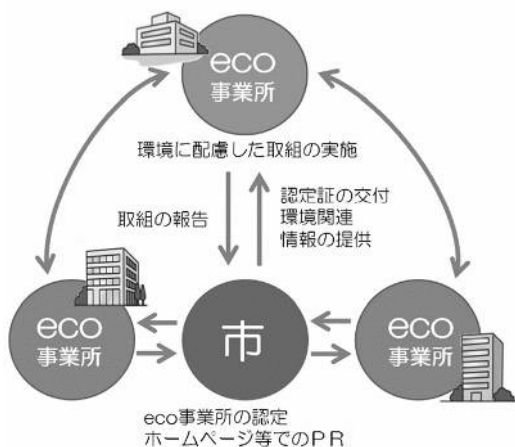 eco
事業所
環境に配慮した取組の実施
取組の報告
認定証の交付
環境関連
情報の提供
eco
事業所
市
eco
事業所
eco事業所の認定
ホームページ等でのPR